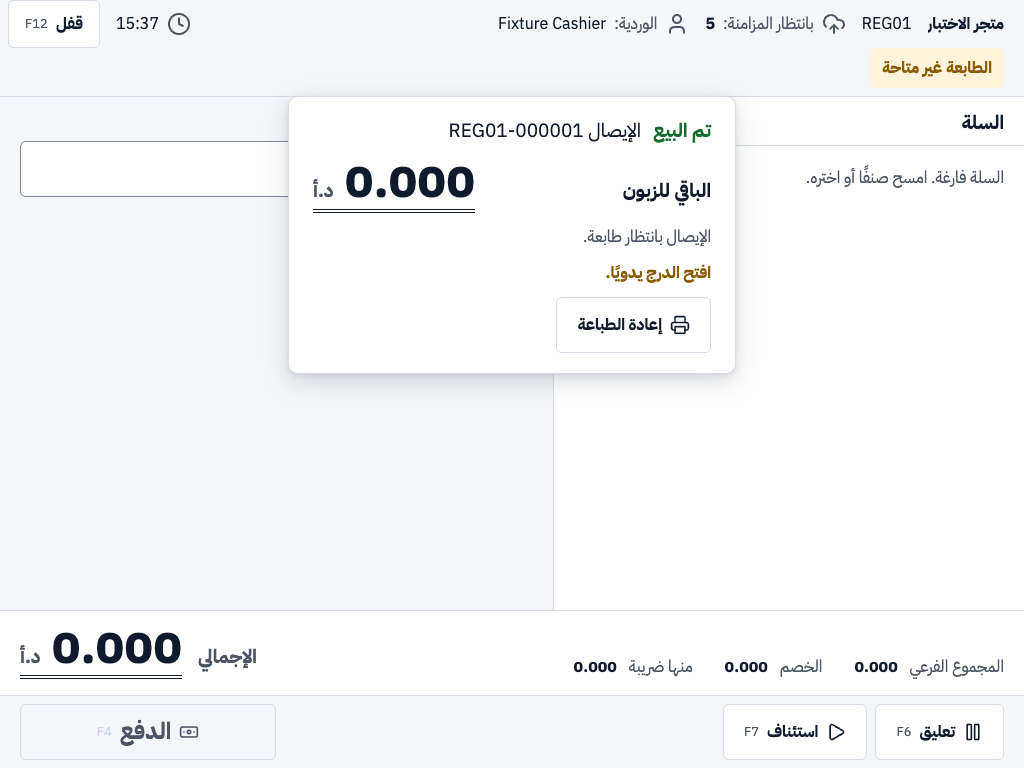 متجر الاختبار REG01 بانتظار المزامنة: 5 الوردية: Fixture Cashier 15:37 قفل F12
الطابعة غير متاحة
السلة
السلة فارغة. امسح صنفًا أو اختره.
تم البيع الإيصال REG01-000001
الباقي للزبون 0.000 د.أ
الإيصال بانتظار طابعة.
افتح الدرج يدويًا.
إعادة الطباعة
المجموع الفرعي 0.000 الخصم 0.000 منها ضريبة 0.000 الإجمالي 0.000 د.أ
تعليق F6 استئناف F7 الدفع F4